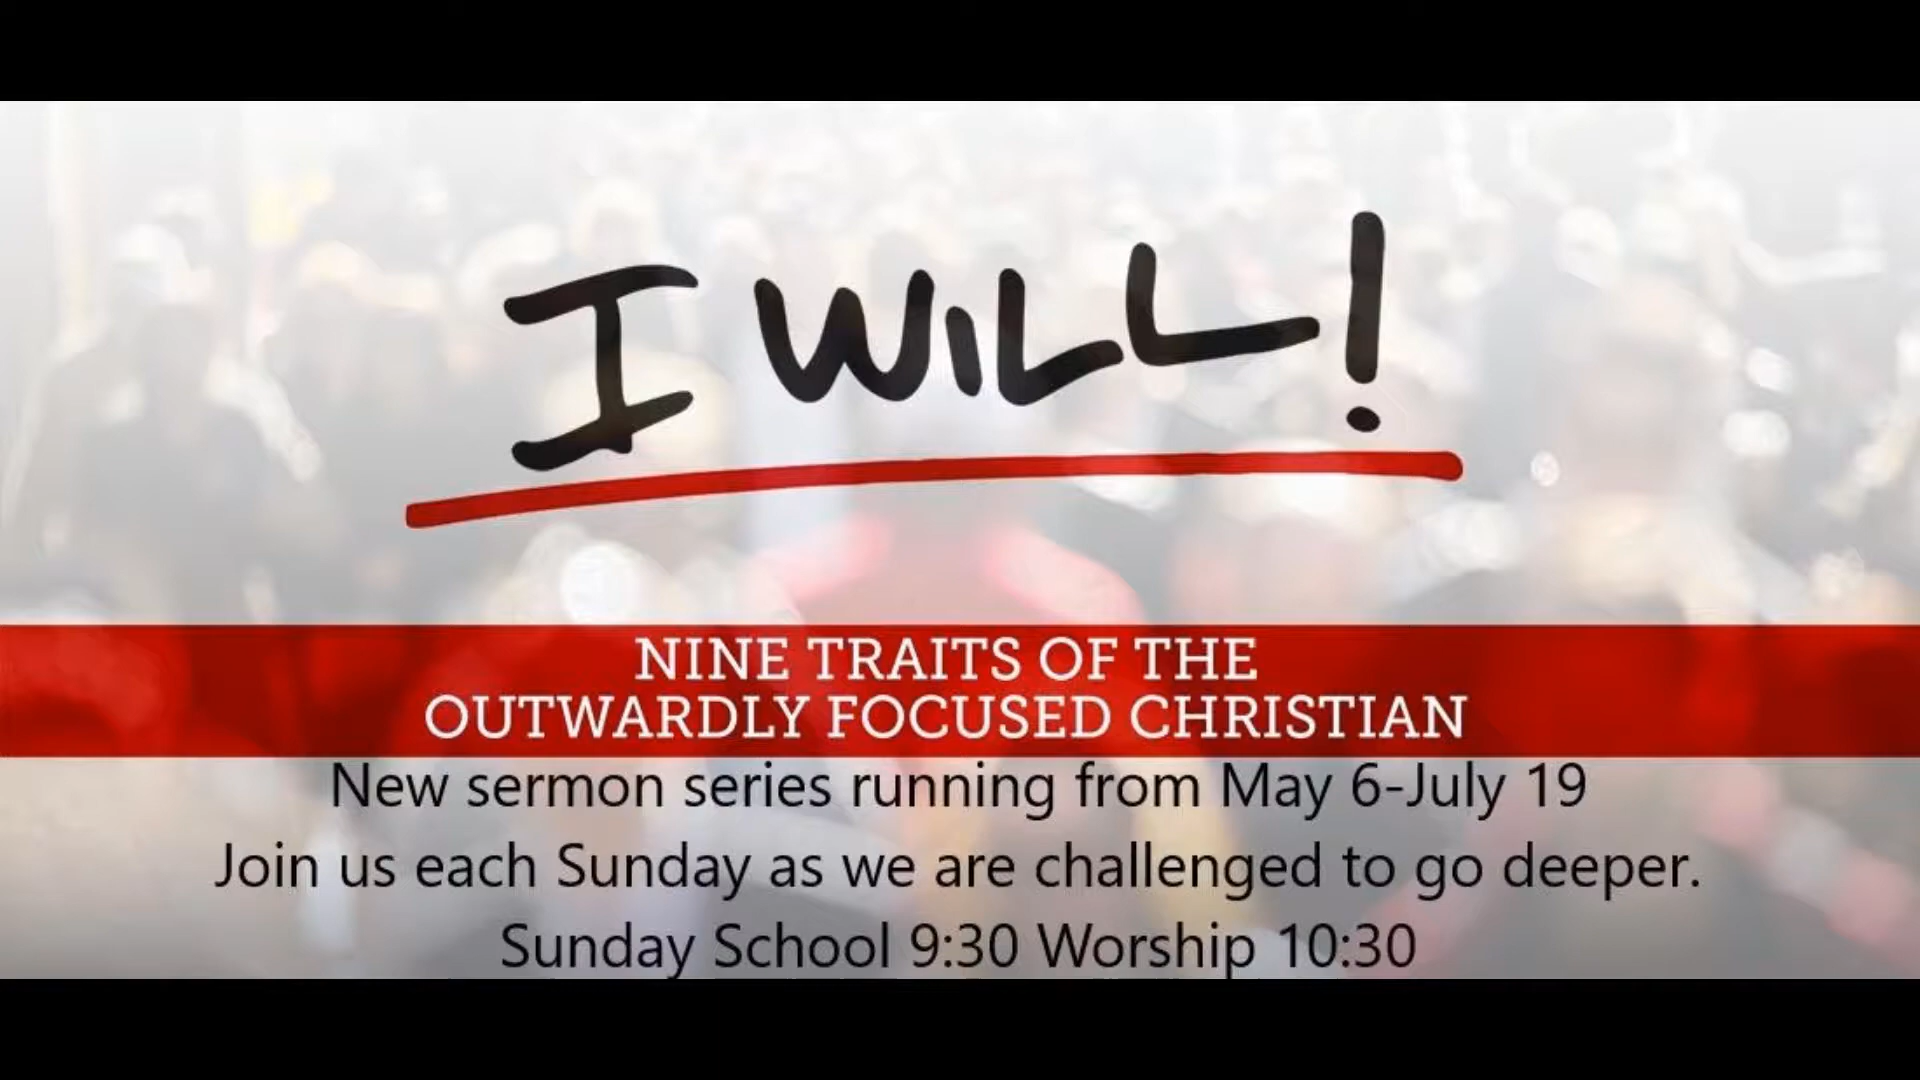 I WiLL!
NINE TRAITS OF THE
OUTWARDLY FOCUSED CHRISTIAN
New sermon series running from May 6-July 19
Join us each Sunday as we are challenged to go deeper.
Sunday School 9:30 Worship 10:30